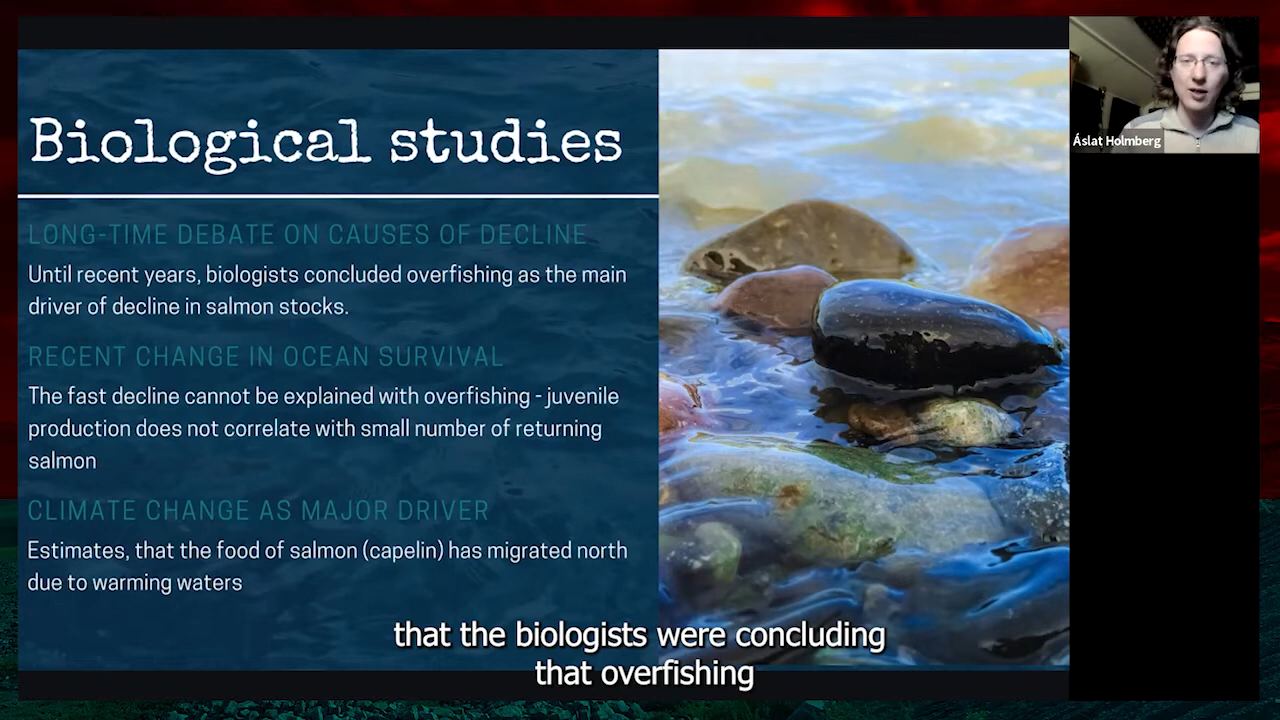 Biological studies
LONG-TIME DEBATE ON CAUSES OF DECLINE
Until recent years, biologists concluded overfishing as the main
driver of decline in salmon stocks.
RECENT CHANGE IN OCEAN SURVIVAL
The fast decline cannot be explained with overfishing - juvenile
production does not correlate with small number of returning
salmon
CLIMATE CHANGE AS MAJOR DRIVER
Estimates, that the food of salmon (capelin) has migrated north
due to warming waters
Áslat Holmberg
that the biologists were concluding
that overfishing